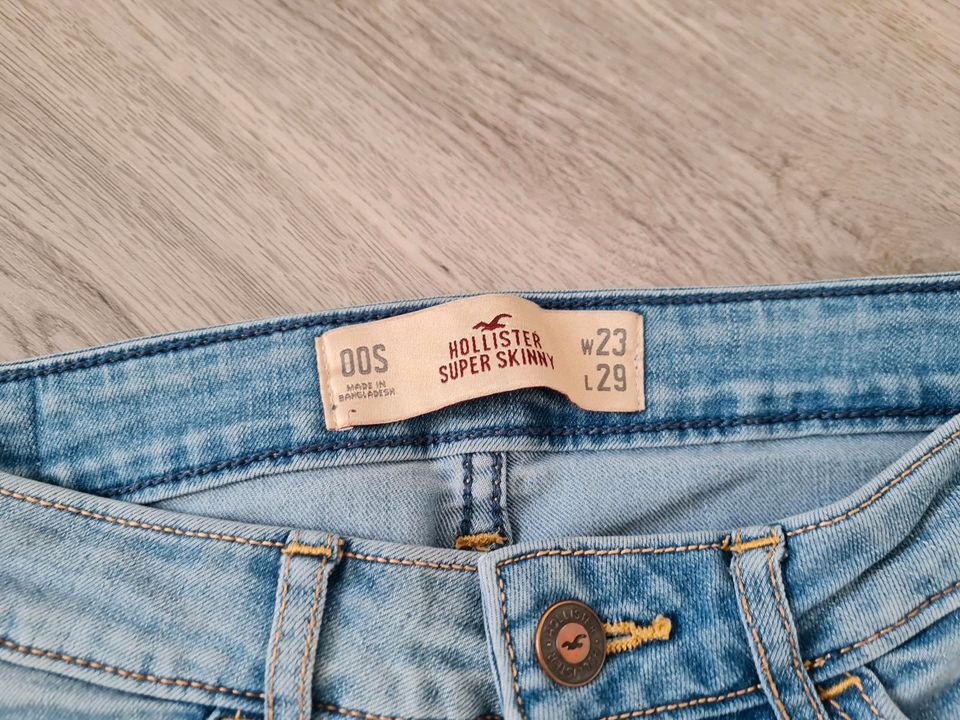 00S
MADE IN
BANGLADESH
HOLLISTER
SUPER SKINNY
W23
L29